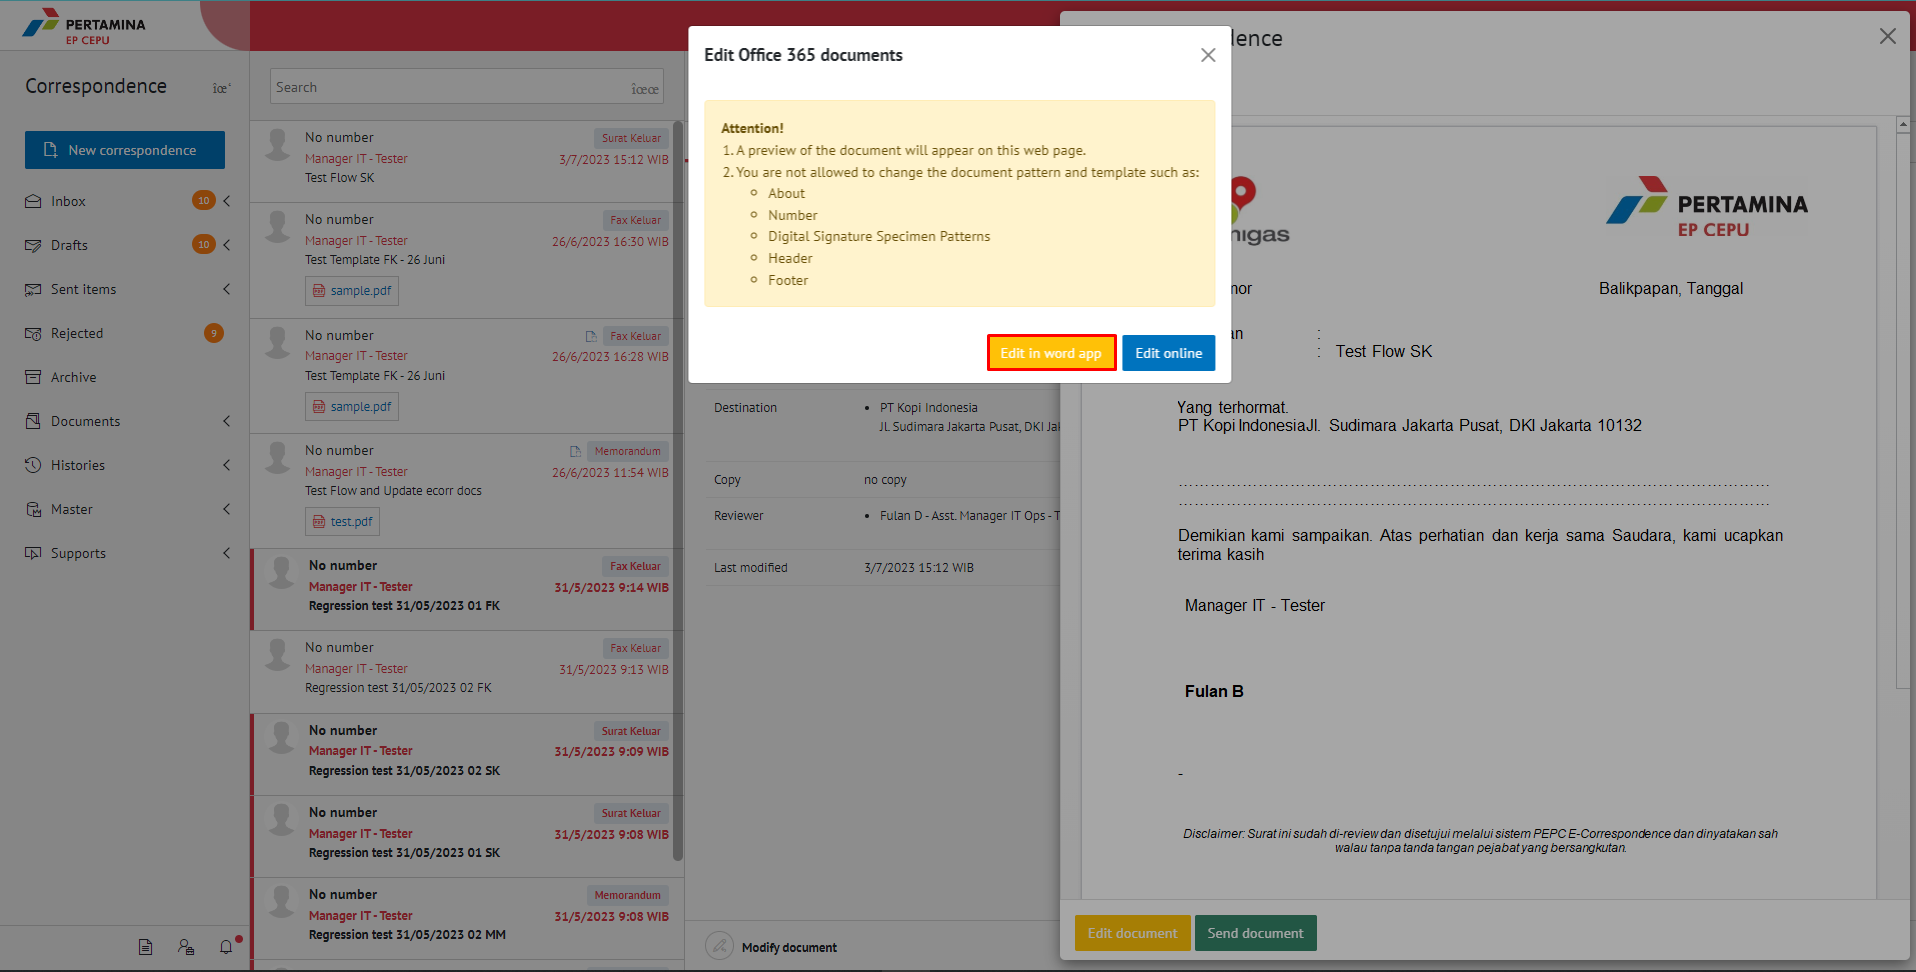 PERTAMINA
EP CEPU
Correspondence
îœ‘
New correspondence
Inbox
10
Drafts
10
Sent items
Rejected
9
Archive
Documents
Histories
Master
Supports
Search
îœœ
No number
Surat Keluar
Manager IT - Tester
3/7/2023 15:12 WIB
Test Flow SK
No number
Fax Keluar
Manager IT - Tester
26/6/2023 16:30 WIB
Test Template FK - 26 Juni
sample.pdf
No number
Fax Keluar
Manager IT - Tester
26/6/2023 16:28 WIB
Test Template FK - 26 Juni
sample.pdf
No number
Memorandum
Manager IT - Tester
26/6/2023 11:54 WIB
Test Flow and Update ecorr docs
test.pdf
No number
Fax Keluar
Manager IT - Tester
31/5/2023 9:14 WIB
Regression test 31/05/2023 01 FK
No number
Fax Keluar
Manager IT - Tester
31/5/2023 9:13 WIB
Regression test 31/05/2023 02 FK
No number
Surat Keluar
Manager IT - Tester
31/5/2023 9:09 WIB
Regression test 31/05/2023 02 SK
No number
Surat Keluar
Manager IT - Tester
31/5/2023 9:08 WIB
Regression test 31/05/2023 01 SK
No number
Memorandum
Manager IT - Tester
31/5/2023 9:08 WIB
Regression test 31/05/2023 02 MM
Edit Office 365 documents
Attention!
1. A preview of the document will appear on this web page.
2. You are not allowed to change the document pattern and template such as:
About
Number
Digital Signature Specimen Patterns
Header
Footer
Edit in word app
Edit online
Destination
PT Kopi Indonesia
Jl. Sudimara Jakarta Pusat, DKI Jak
Copy
no copy
Reviewer
Fulan D - Asst. Manager IT Ops - T
Last modified
3/7/2023 15:12 WIB
Modify document
dence
nigas
PERTAMINA
EP CEPU
nor
Balikpapan, Tanggal
an :
: Test Flow SK
Yang terhormat.
PT Kopi IndonesiaJl. Sudimara Jakarta Pusat, DKI Jakarta 10132
Demikian kami sampaikan. Atas perhatian dan kerja sama Saudara, kami ucapkan
terima kasih
Manager IT - Tester
Fulan B
-
Disclaimer: Surat ini sudah di-review dan disetujui melalui sistem PEPC E-Correspondence dan dinyatakan sah
walau tanpa tanda tangan pejabat yang bersangkutan.
Edit document
Send document